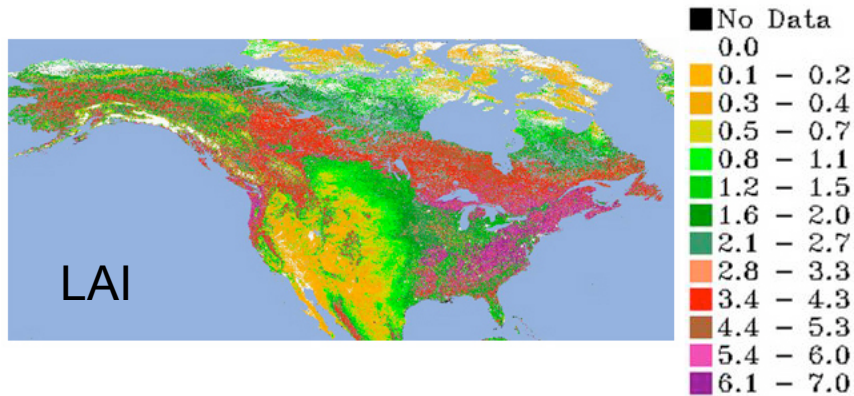 LAI
No Data
0.0
0.1 - 0.2
0.3 - 0.4
0.5 - 0.7
0.8 - 1.1
1.2 - 1.5
1.6 - 2.0
2.1 - 2.7
2.8 - 3.3
3.4 - 4.3
4.4 - 5.3
5.4 - 6.0
6.1 - 7.0